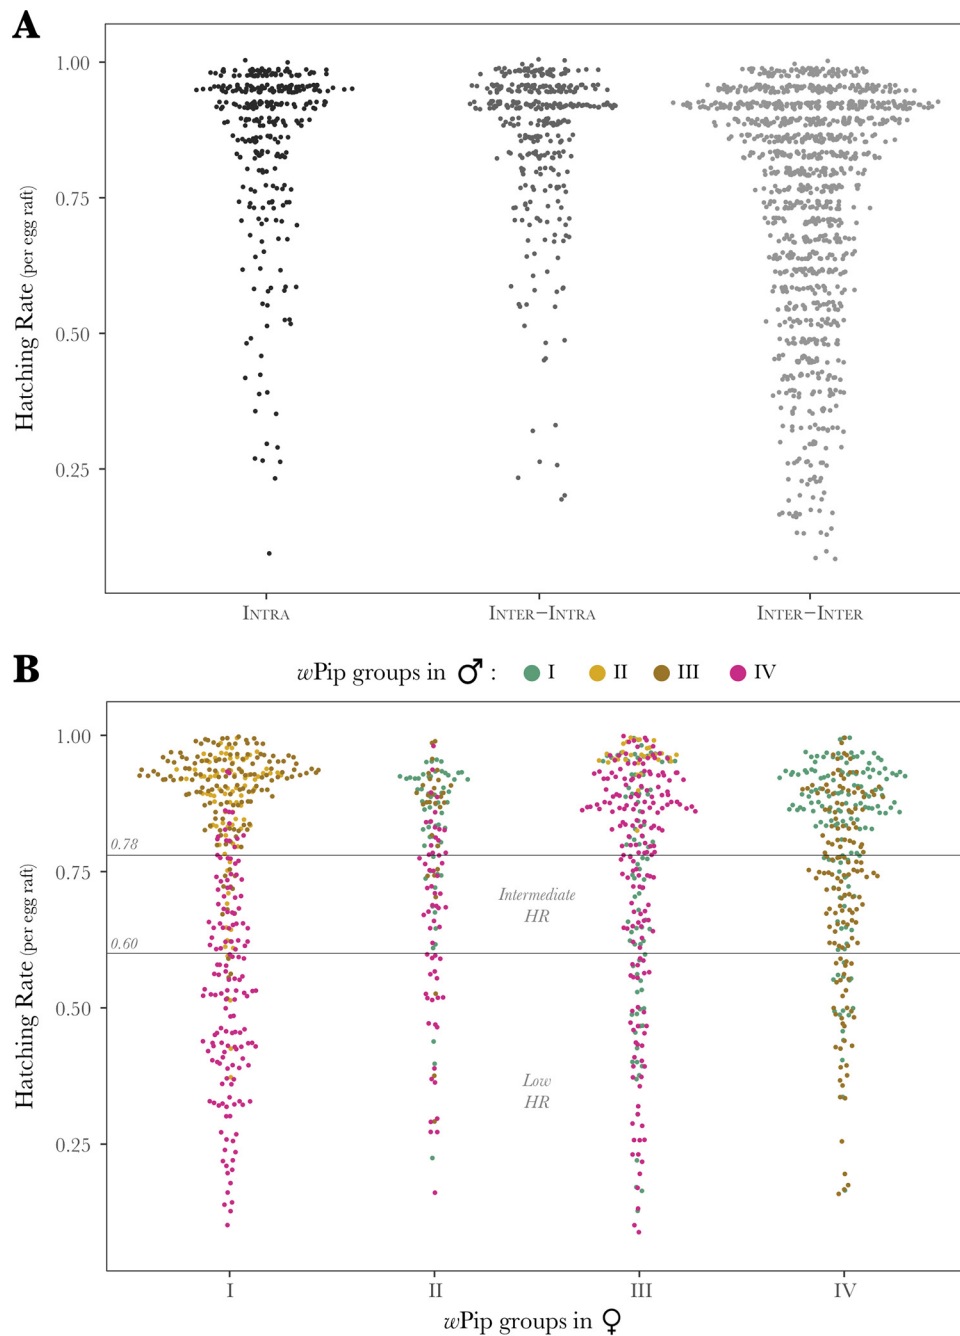 A
Hatching Rate (per egg raft)
1.00
0.75
0.50
0.25
INTRA
INTER–INTRA
INTER–INTER
B
wPip groups in ♂ : I II III IV
Hatching Rate (per egg raft)
1.00
0.78
0.75
Intermediate
HR
0.60
0.50
Low
HR
0.25
I II III IV
wPip groups in ♀